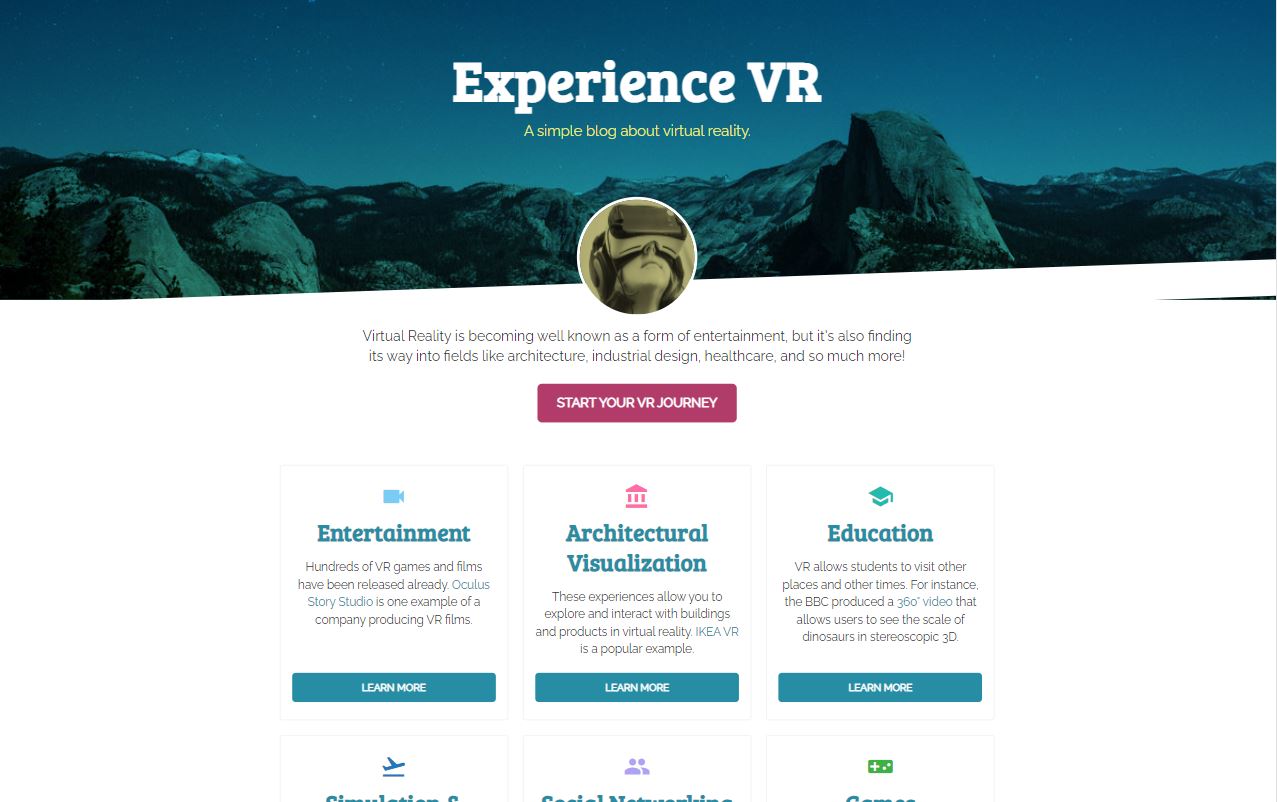 Experience VR
A simple blog about virtual reality.
Virtual Reality is becoming well known as a form of entertainment, but it's also finding
its way into fields like architecture, industrial design, healthcare, and so much more!
START YOUR VR JOURNEY
Entertainment
Hundreds of VR games and films
have been released already. Oculus
Story Studio is one example of a
company producing VR films.
LEARN MORE
Architectural
Visualization
These experiences allow you to
explore and interact with buildings
and products in virtual reality. IKEA VR
is a popular example.
LEARN MORE
Education
VR allows students to visit other
places and other times. For instance,
the BBC produced a 360° video that
allows users to see the scale of
dinosaurs in stereoscopic 3D.
LEARN MORE
Simulation &
Social Networking
Games